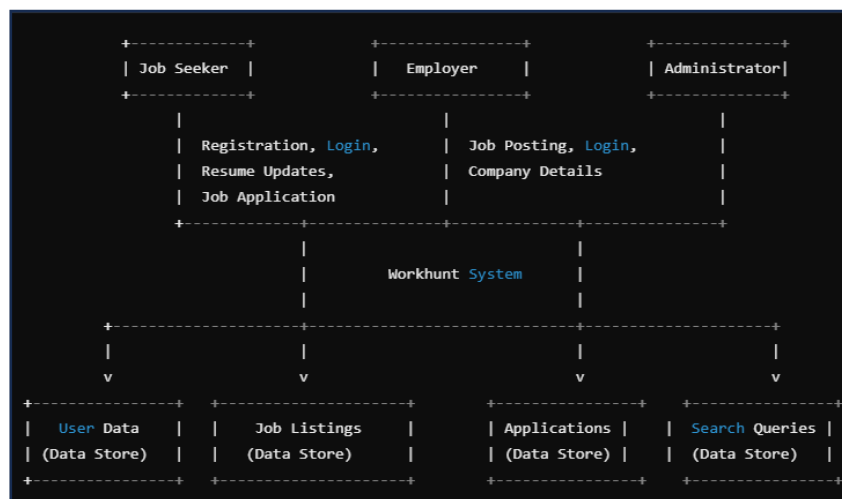 +-------------+ +----------------+ +--------------+
| Job Seeker | | Employer | | Administrator|
+-------------+ +----------------+ +--------------+
| | |
| Registration, Login, | Job Posting, Login, |
| Resume Updates, | Company Details |
| Job Application | |
+-------------+---------------+--------------+---------------+
| |
| Workhunt System |
| |
+---------------------+------------------------------+---------------------+
| | | |
v v v v
+----------------+ +---------------------+ +----------------+ +----------------+
| User Data | | Job Listings | | Applications | | Search Queries |
| (Data Store) | | (Data Store) | | (Data Store) | | (Data Store) |
+----------------+ +---------------------+ +----------------+ +----------------+